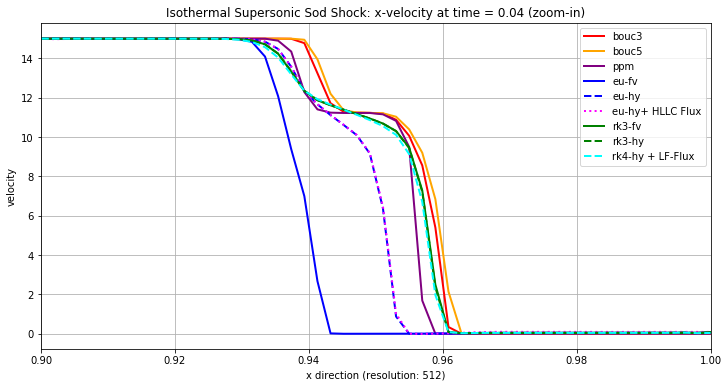 Isothermal Supersonic Sod Shock: x-velocity at time = 0.04 (zoom-in)
velocity
14
12
10
8
6
4
2
0
bouc3
bouc5
ppm
eu-fv
eu-hy
eu-hy+ HLLC Flux
rk3-fv
rk3-hy
rk4-hy + LF-Flux
0.90
0.92
0.94
0.96
0.98
1.00
x direction (resolution: 512)